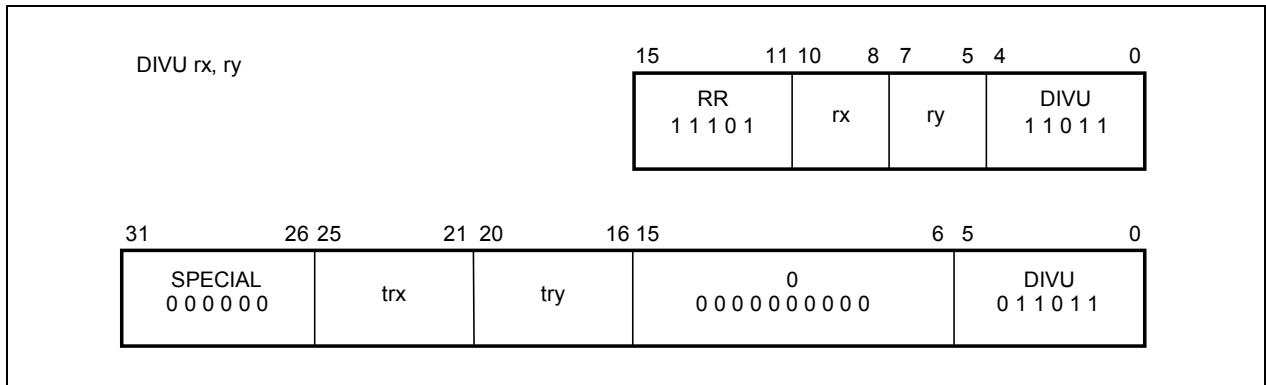 DIVU rx, ry
15 11 10 8 7 5 4 0
RR rx ry DIVU
1 1 1 0 1 1 1 0 1 1
31 26 25 21 20 16 15 6 5 0
SPECIAL trx try 0 DIVU
0 0 0 0 0 0 0 0 0 0 0 0 0 0 0 0 0 1 1 0 1 1